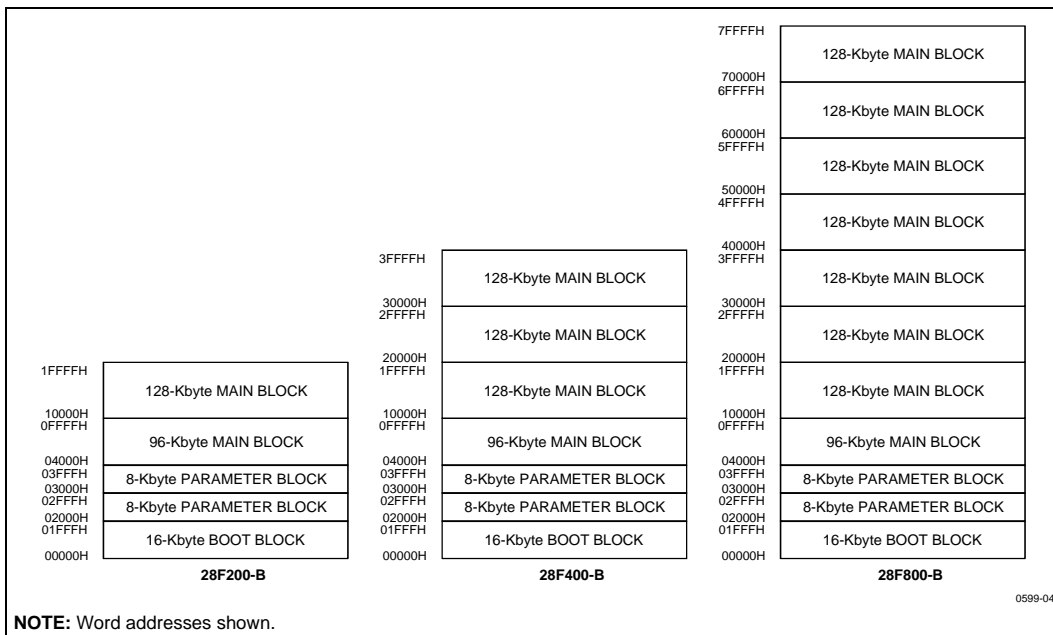 1FFFFH
128-Kbyte MAIN BLOCK
10000H
0FFFFH
96-Kbyte MAIN BLOCK
04000H
03FFFH
8-Kbyte PARAMETER BLOCK
03000H
02FFFH
8-Kbyte PARAMETER BLOCK
02000H
01FFFH
16-Kbyte BOOT BLOCK
00000H
28F200-B
3FFFFH
128-Kbyte MAIN BLOCK
30000H
2FFFFH
128-Kbyte MAIN BLOCK
20000H
1FFFFH
128-Kbyte MAIN BLOCK
10000H
0FFFFH
96-Kbyte MAIN BLOCK
04000H
03FFFH
8-Kbyte PARAMETER BLOCK
03000H
02FFFH
8-Kbyte PARAMETER BLOCK
02000H
01FFFH
16-Kbyte BOOT BLOCK
00000H
28F400-B
7FFFFH
128-Kbyte MAIN BLOCK
70000H
6FFFFH
128-Kbyte MAIN BLOCK
60000H
5FFFFH
128-Kbyte MAIN BLOCK
50000H
4FFFFH
128-Kbyte MAIN BLOCK
40000H
3FFFFH
128-Kbyte MAIN BLOCK
30000H
2FFFFH
128-Kbyte MAIN BLOCK
20000H
1FFFFH
128-Kbyte MAIN BLOCK
10000H
0FFFFH
96-Kbyte MAIN BLOCK
04000H
03FFFH
8-Kbyte PARAMETER BLOCK
03000H
02FFFH
8-Kbyte PARAMETER BLOCK
02000H
01FFFH
16-Kbyte BOOT BLOCK
00000H
28F800-B
0599-04
NOTE: Word addresses shown.